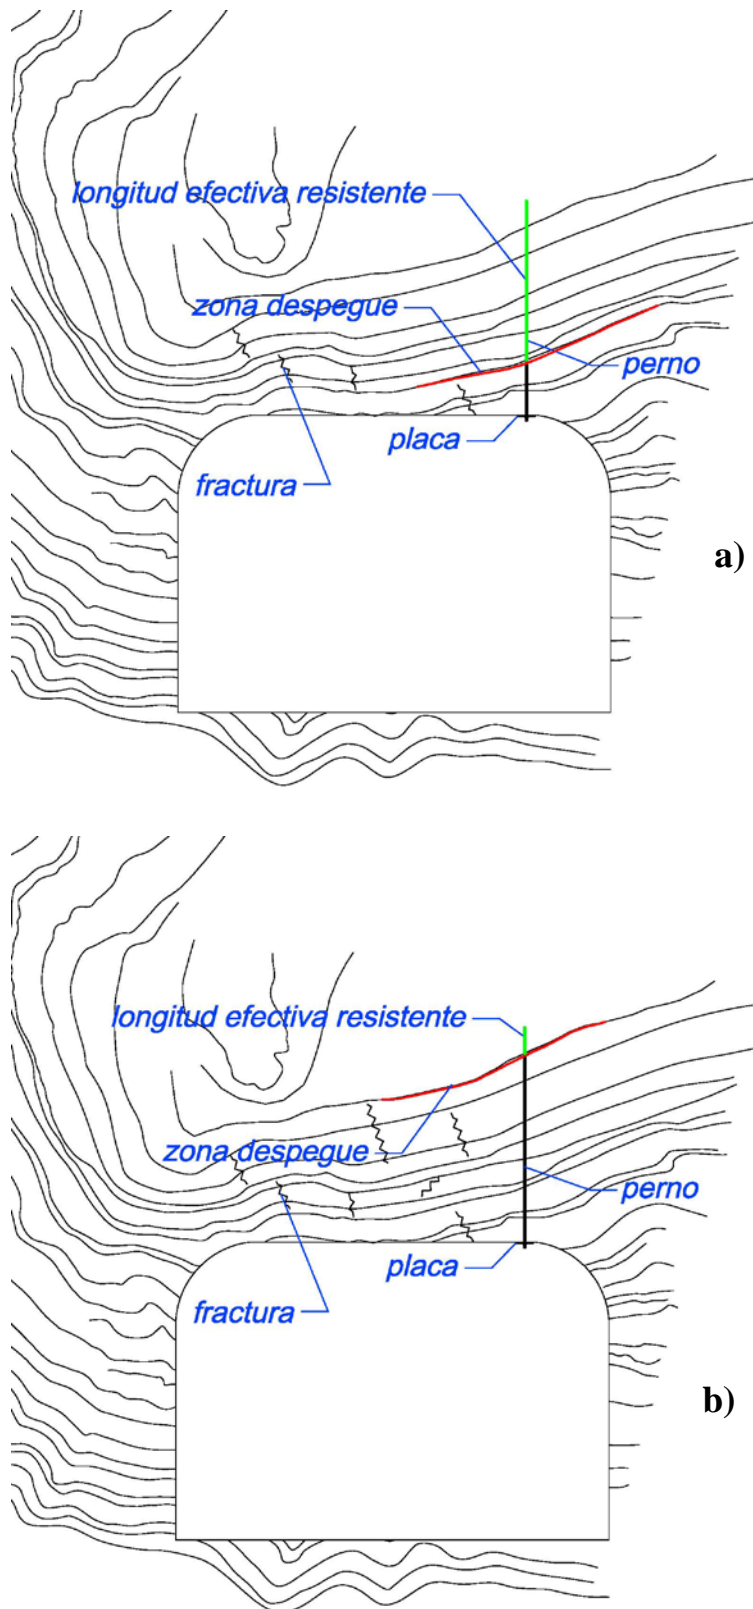 longitud efectiva resistente
zona despegue
perno
placa
fractura
a)
longitud efectiva resistente
zona despegue
perno
placa
fractura
b)